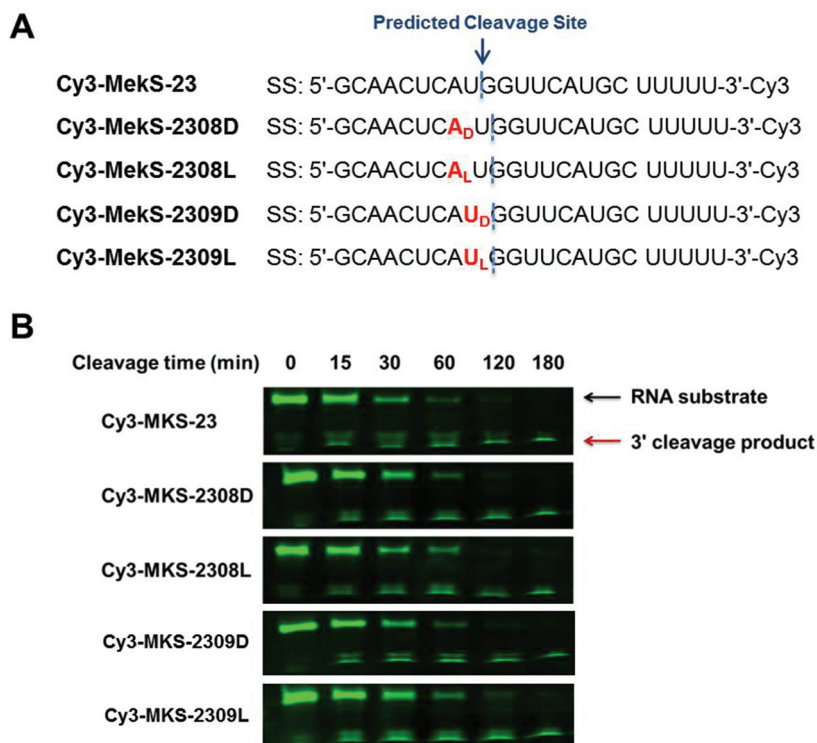 A
Predicted Cleavage Site
Cy3-MekS-23 SS: 5'-GCAACUCAUGGUUCAUGC UUUUU-3'-Cy3
Cy3-MekS-2308D SS: 5'-GCAACUCADUGGUUCAUGC UUUUU-3'-Cy3
Cy3-MekS-2308L SS: 5'-GCAACUCALUGGUUCAUGC UUUUU-3'-Cy3
Cy3-MekS-2309D SS: 5'-GCAACUCAUDGGUUCAUGC UUUUU-3'-Cy3
Cy3-MekS-2309L SS: 5'-GCAACUCAULGGUUCAUGC UUUUU-3'-Cy3
B
Cleavage time (min) 0 15 30 60 120 180
RNA substrate
Cy3-MKS-23
3' cleavage product
Cy3-MKS-2308D
Cy3-MKS-2308L
Cy3-MKS-2309D
Cy3-MKS-2309L